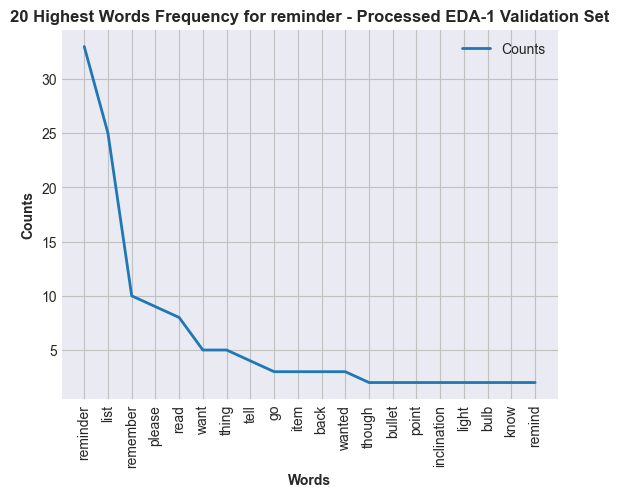 20 Highest Words Frequency for reminder - Processed EDA-1 Validation Set
Counts
30
25
20
15
10
5
Counts
reminder
list
remember
please
read
want
thing
tell
go
item
back
wanted
though
bullet
point
inclination
light
bulb
know
remind
Words